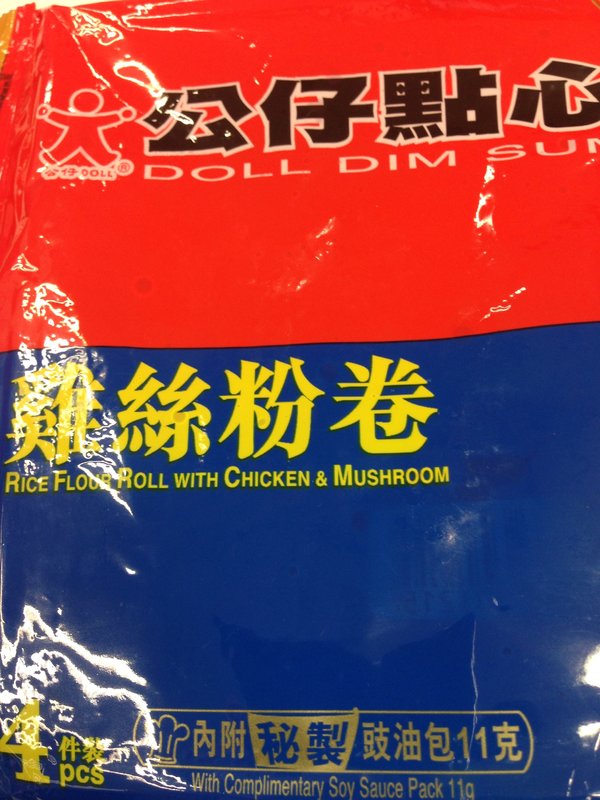 公仔點心
公仔DOLL®
DOLL DIM SUM
雞絲粉卷
RICE FLOUR ROLL WITH CHICKEN & MUSHROOM
4件裝
pcs
內附秘製豉油包11克
With Complimentary Soy Sauce Pack 11g